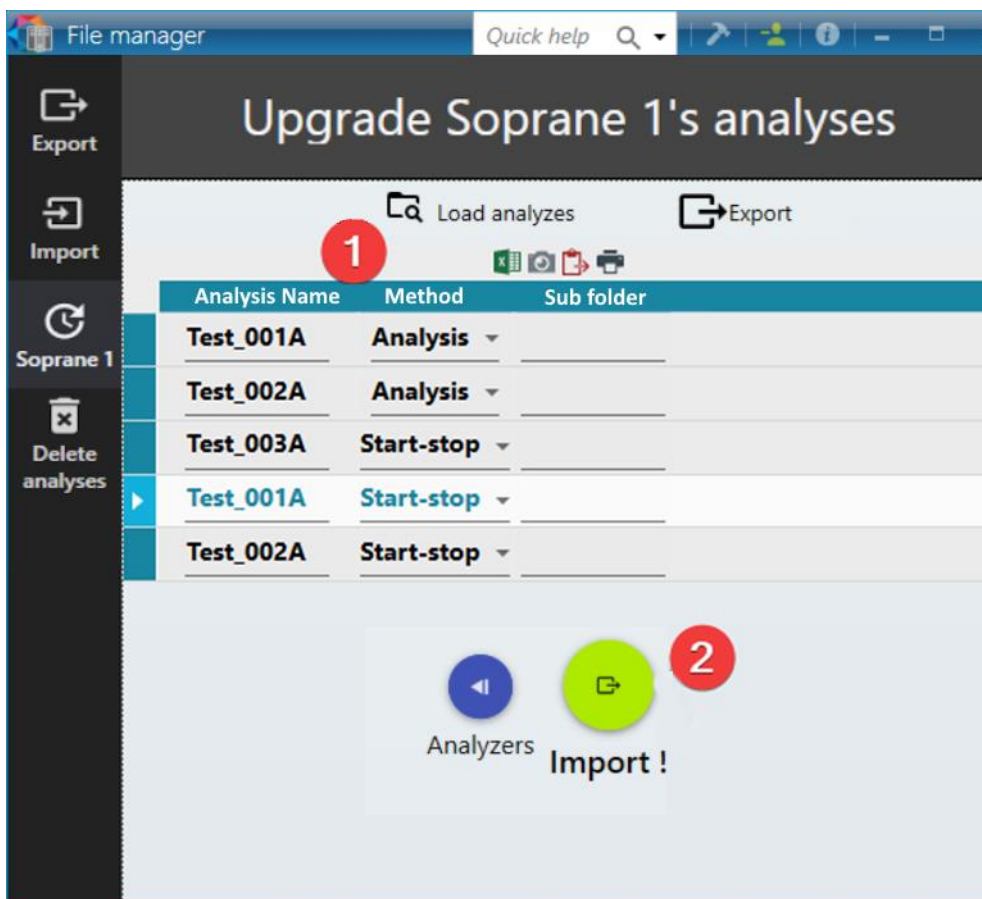 File manager
Quick help
Export
Upgrade Soprane 1's analyses
Import
Soprane 1
Delete
analyses
Load analyzes
Export
1
Analysis Name Method Sub folder
Test_001A Analysis
Test_002A Analysis
Test_003A Start-stop
Test_001A Start-stop
Test_002A Start-stop
2
Analyzers
Import !